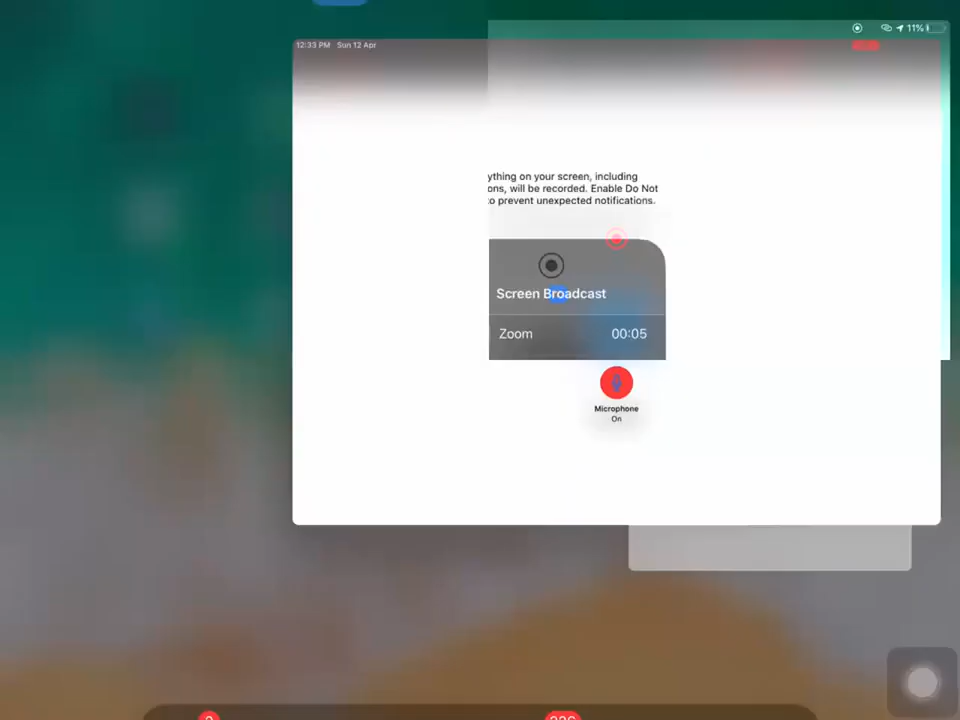 11%
12:33 PM Sun 12 Apr
ything on your screen, including
ons, will be recorded. Enable Do Not
to prevent unexpected notifications.
Screen Broadcast
Zoom 00:05
Microphone
On